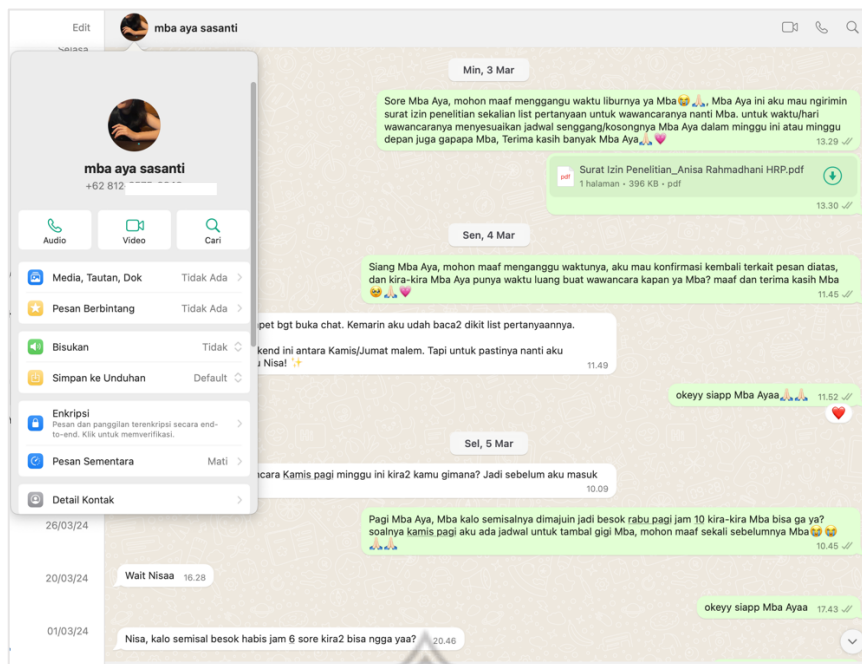 Edit
mba aya sasanti
Min, 3 Mar
Sore Mba Aya, mohon maaf menggangu waktu liburnya ya Mba😭🙏🏻, Mba Aya ini aku mau ngirimin
surat izin penelitian sekalian list pertanyaan untuk wawancaranya nanti Mba. untuk waktu/hari
wawancaranya menyesuaikan jadwal senggang/kosongnya Mba Aya dalam minggu ini atau minggu
depan juga gapapa Mba, Terima kasih banyak Mba Aya🙏🏻💗
13.29
pdf
Surat Izin Penelitian_Anisa Rahmadhani HRP.pdf
1 halaman • 396 KB • pdf
13.30
Sen, 4 Mar
Siang Mba Aya, mohon maaf menganggu waktunya, aku mau konfirmasi kembali terkait pesan diatas,
dan kira-kira Mba Aya punya waktu luang buat wawancara kapan ya Mba? maaf dan terima kasih Mba
🥹🙏🏻💗
11.45
pet bgt buka chat. Kemarin aku udah baca2 dikit list pertanyaannya.
kend ini antara Kamis/Jumat malem. Tapi untuk pastinya nanti aku
u Nisa! ✨
11.49
okeyy siapp Mba Ayaa🙏🏻🙏🏻 11.52
❤️
Sel, 5 Mar
ncara Kamis pagi minggu ini kira2 kamu gimana? Jadi sebelum aku masuk
10.09
Pagi Mba Aya, Mba kalo semisalnya dimajuin jadi besok rabu pagi jam 10 kira-kira Mba bisa ga ya?
soalnya kamis pagi aku ada jadwal untuk tambal gigi Mba, mohon maaf sekali sebelumnya Mba😭😭
🙏🏻🙏🏻
10.45
Wait Nisaa 16.28
okeyy siapp Mba Ayaa 17.43
Nisa, kalo semisal besok habis jam 6 sore kira2 bisa ngga yaa? 20.46
Selasa
mba aya sasanti
+62 812
Audio
Video
Cari
Media, Tautan, Dok Tidak Ada
Pesan Berbintang Tidak Ada
Bisukan Tidak
Simpan ke Unduhan Default
Enkripsi
Pesan dan panggilan terenkripsi secara end-
to-end. Klik untuk memverifikasi.
Pesan Sementara Mati
Detail Kontak
26/03/24
20/03/24
01/03/24